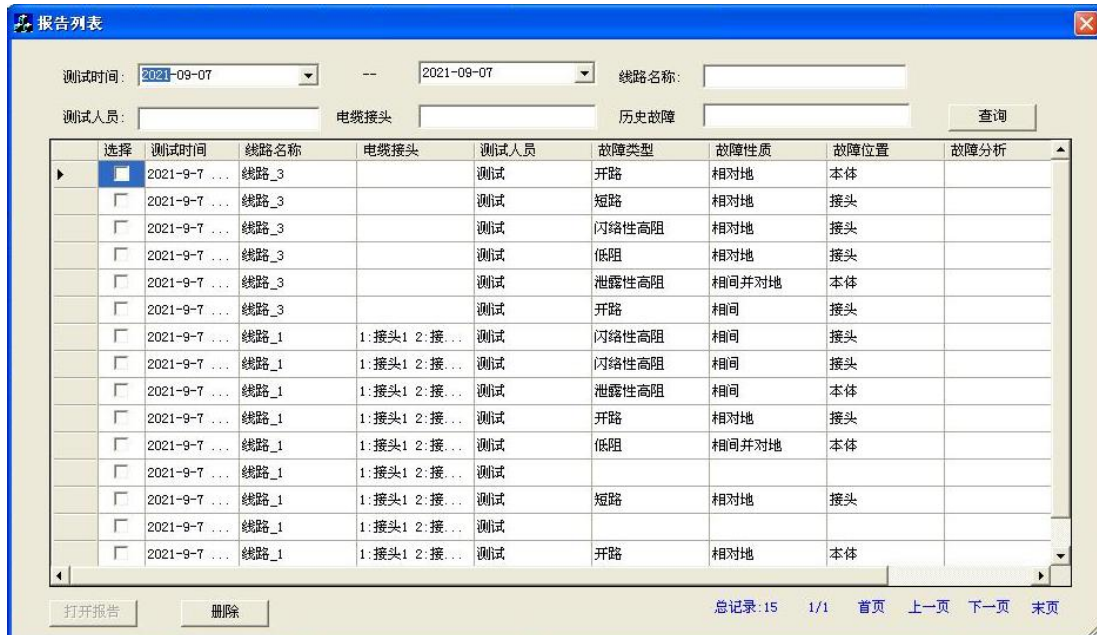 报告列表
测试时间: 2021-09-07 -- 2021-09-07 线路名称:
测试人员: 电缆接头 历史故障 查询
选择 测试时间 线路名称 电缆接头 测试人员 故障类型 故障性质 故障位置 故障分析
2021-9-7 ... 线路_3 测试 开路 相对地 本体
2021-9-7 ... 线路_3 测试 短路 相对地 接头
2021-9-7 ... 线路_3 测试 闪络性高阻 相对地 接头
2021-9-7 ... 线路_3 测试 低阻 相对地 接头
2021-9-7 ... 线路_3 测试 泄露性高阻 相间并对地 本体
2021-9-7 ... 线路_3 测试 开路 相间 接头
2021-9-7 ... 线路_1 1:接头1 2:接... 测试 闪络性高阻 相间 接头
2021-9-7 ... 线路_1 1:接头1 2:接... 测试 闪络性高阻 相间 接头
2021-9-7 ... 线路_1 1:接头1 2:接... 测试 泄露性高阻 相间 本体
2021-9-7 ... 线路_1 1:接头1 2:接... 测试 开路 相对地 接头
2021-9-7 ... 线路_1 1:接头1 2:接... 测试 低阻 相间并对地 本体
2021-9-7 ... 线路_1 1:接头1 2:接... 测试
2021-9-7 ... 线路_1 1:接头1 2:接... 测试 短路 相对地 接头
2021-9-7 ... 线路_1 1:接头1 2:接... 测试
2021-9-7 ... 线路_1 1:接头1 2:接... 测试 开路 相对地 本体
打开报告 删除 总记录:15 1/1 首页 上一页 下一页 末页